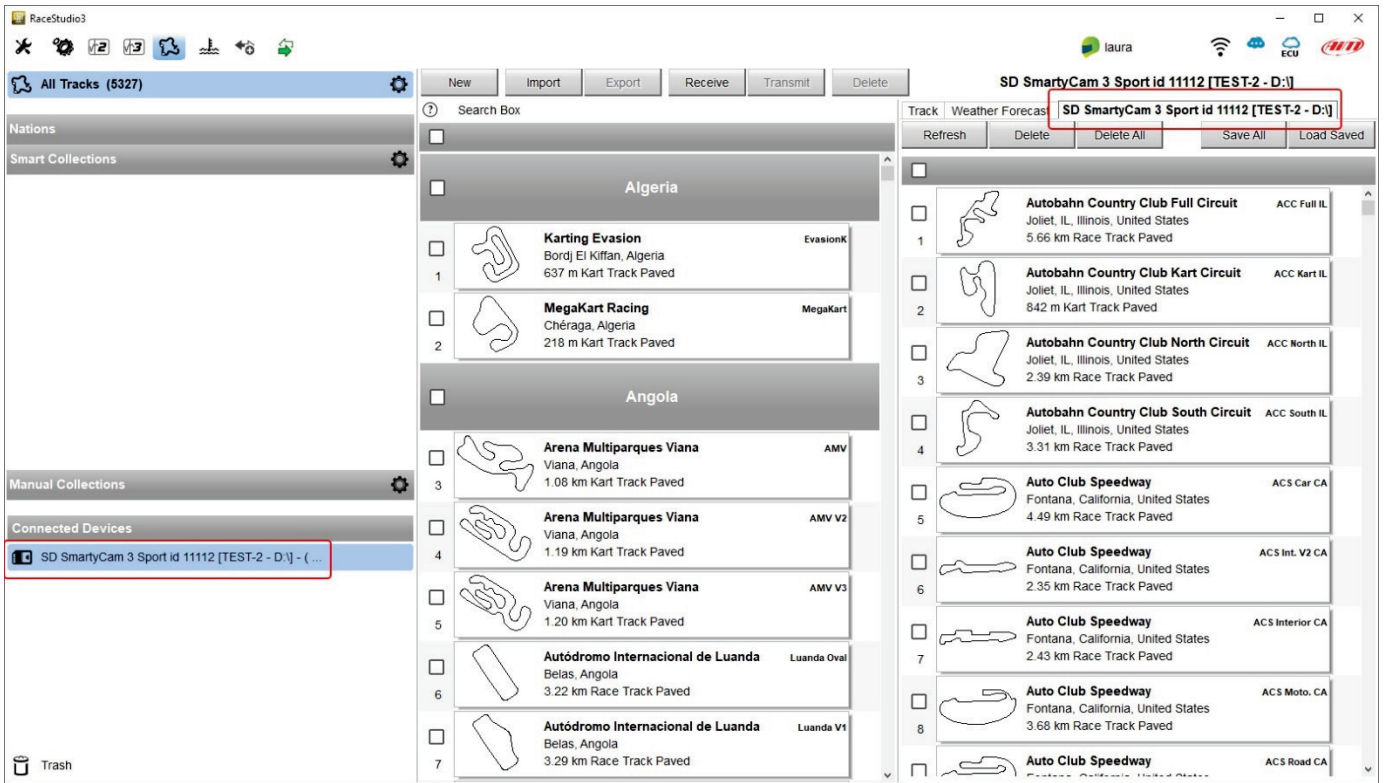 RaceStudio3
laura
ECU
AiM
All Tracks (5327)
Nations
Smart Collections
Manual Collections
Connected Devices
SD SmartyCam 3 Sport id 11112 [TEST-2 - D:\] - ( ...
Trash
New Import Export Receive Transmit Delete
? Search Box
Algeria
Karting Evasion EvasionK
Bordj El Kiffan, Algeria
637 m Kart Track Paved
1
MegaKart Racing MegaKart
Chéraga, Algeria
218 m Kart Track Paved
2
Angola
Arena Multiparques Viana AMV
Viana, Angola
1.08 km Kart Track Paved
3
Arena Multiparques Viana AMV V2
Viana, Angola
1.19 km Kart Track Paved
4
Arena Multiparques Viana AMV V3
Viana, Angola
1.20 km Kart Track Paved
5
Autódromo Internacional de Luanda Luanda Oval
Belas, Angola
3.22 km Race Track Paved
6
Autódromo Internacional de Luanda Luanda V1
Belas, Angola
3.29 km Race Track Paved
7
SD SmartyCam 3 Sport id 11112 [TEST-2 - D:\]
Track Weather Forecas SD SmartyCam 3 Sport id 11112 [TEST-2 - D:\]
Refresh Delete Delete All Save All Load Saved
Autobahn Country Club Full Circuit ACC Full IL
Joliet, IL, Illinois, United States
5.66 km Race Track Paved
1
Autobahn Country Club Kart Circuit ACC Kart IL
Joliet, IL, Illinois, United States
842 m Kart Track Paved
2
Autobahn Country Club North Circuit ACC North IL
Joliet, IL, Illinois, United States
2.39 km Race Track Paved
3
Autobahn Country Club South Circuit ACC South IL
Joliet, IL, Illinois, United States
3.31 km Race Track Paved
4
Auto Club Speedway ACS Car CA
Fontana, California, United States
4.49 km Race Track Paved
5
Auto Club Speedway ACS Int. V2 CA
Fontana, California, United States
2.35 km Race Track Paved
6
Auto Club Speedway ACS Interior CA
Fontana, California, United States
2.43 km Race Track Paved
7
Auto Club Speedway ACS Moto. CA
Fontana, California, United States
3.68 km Race Track Paved
8
Auto Club Speedway ACS Road CA